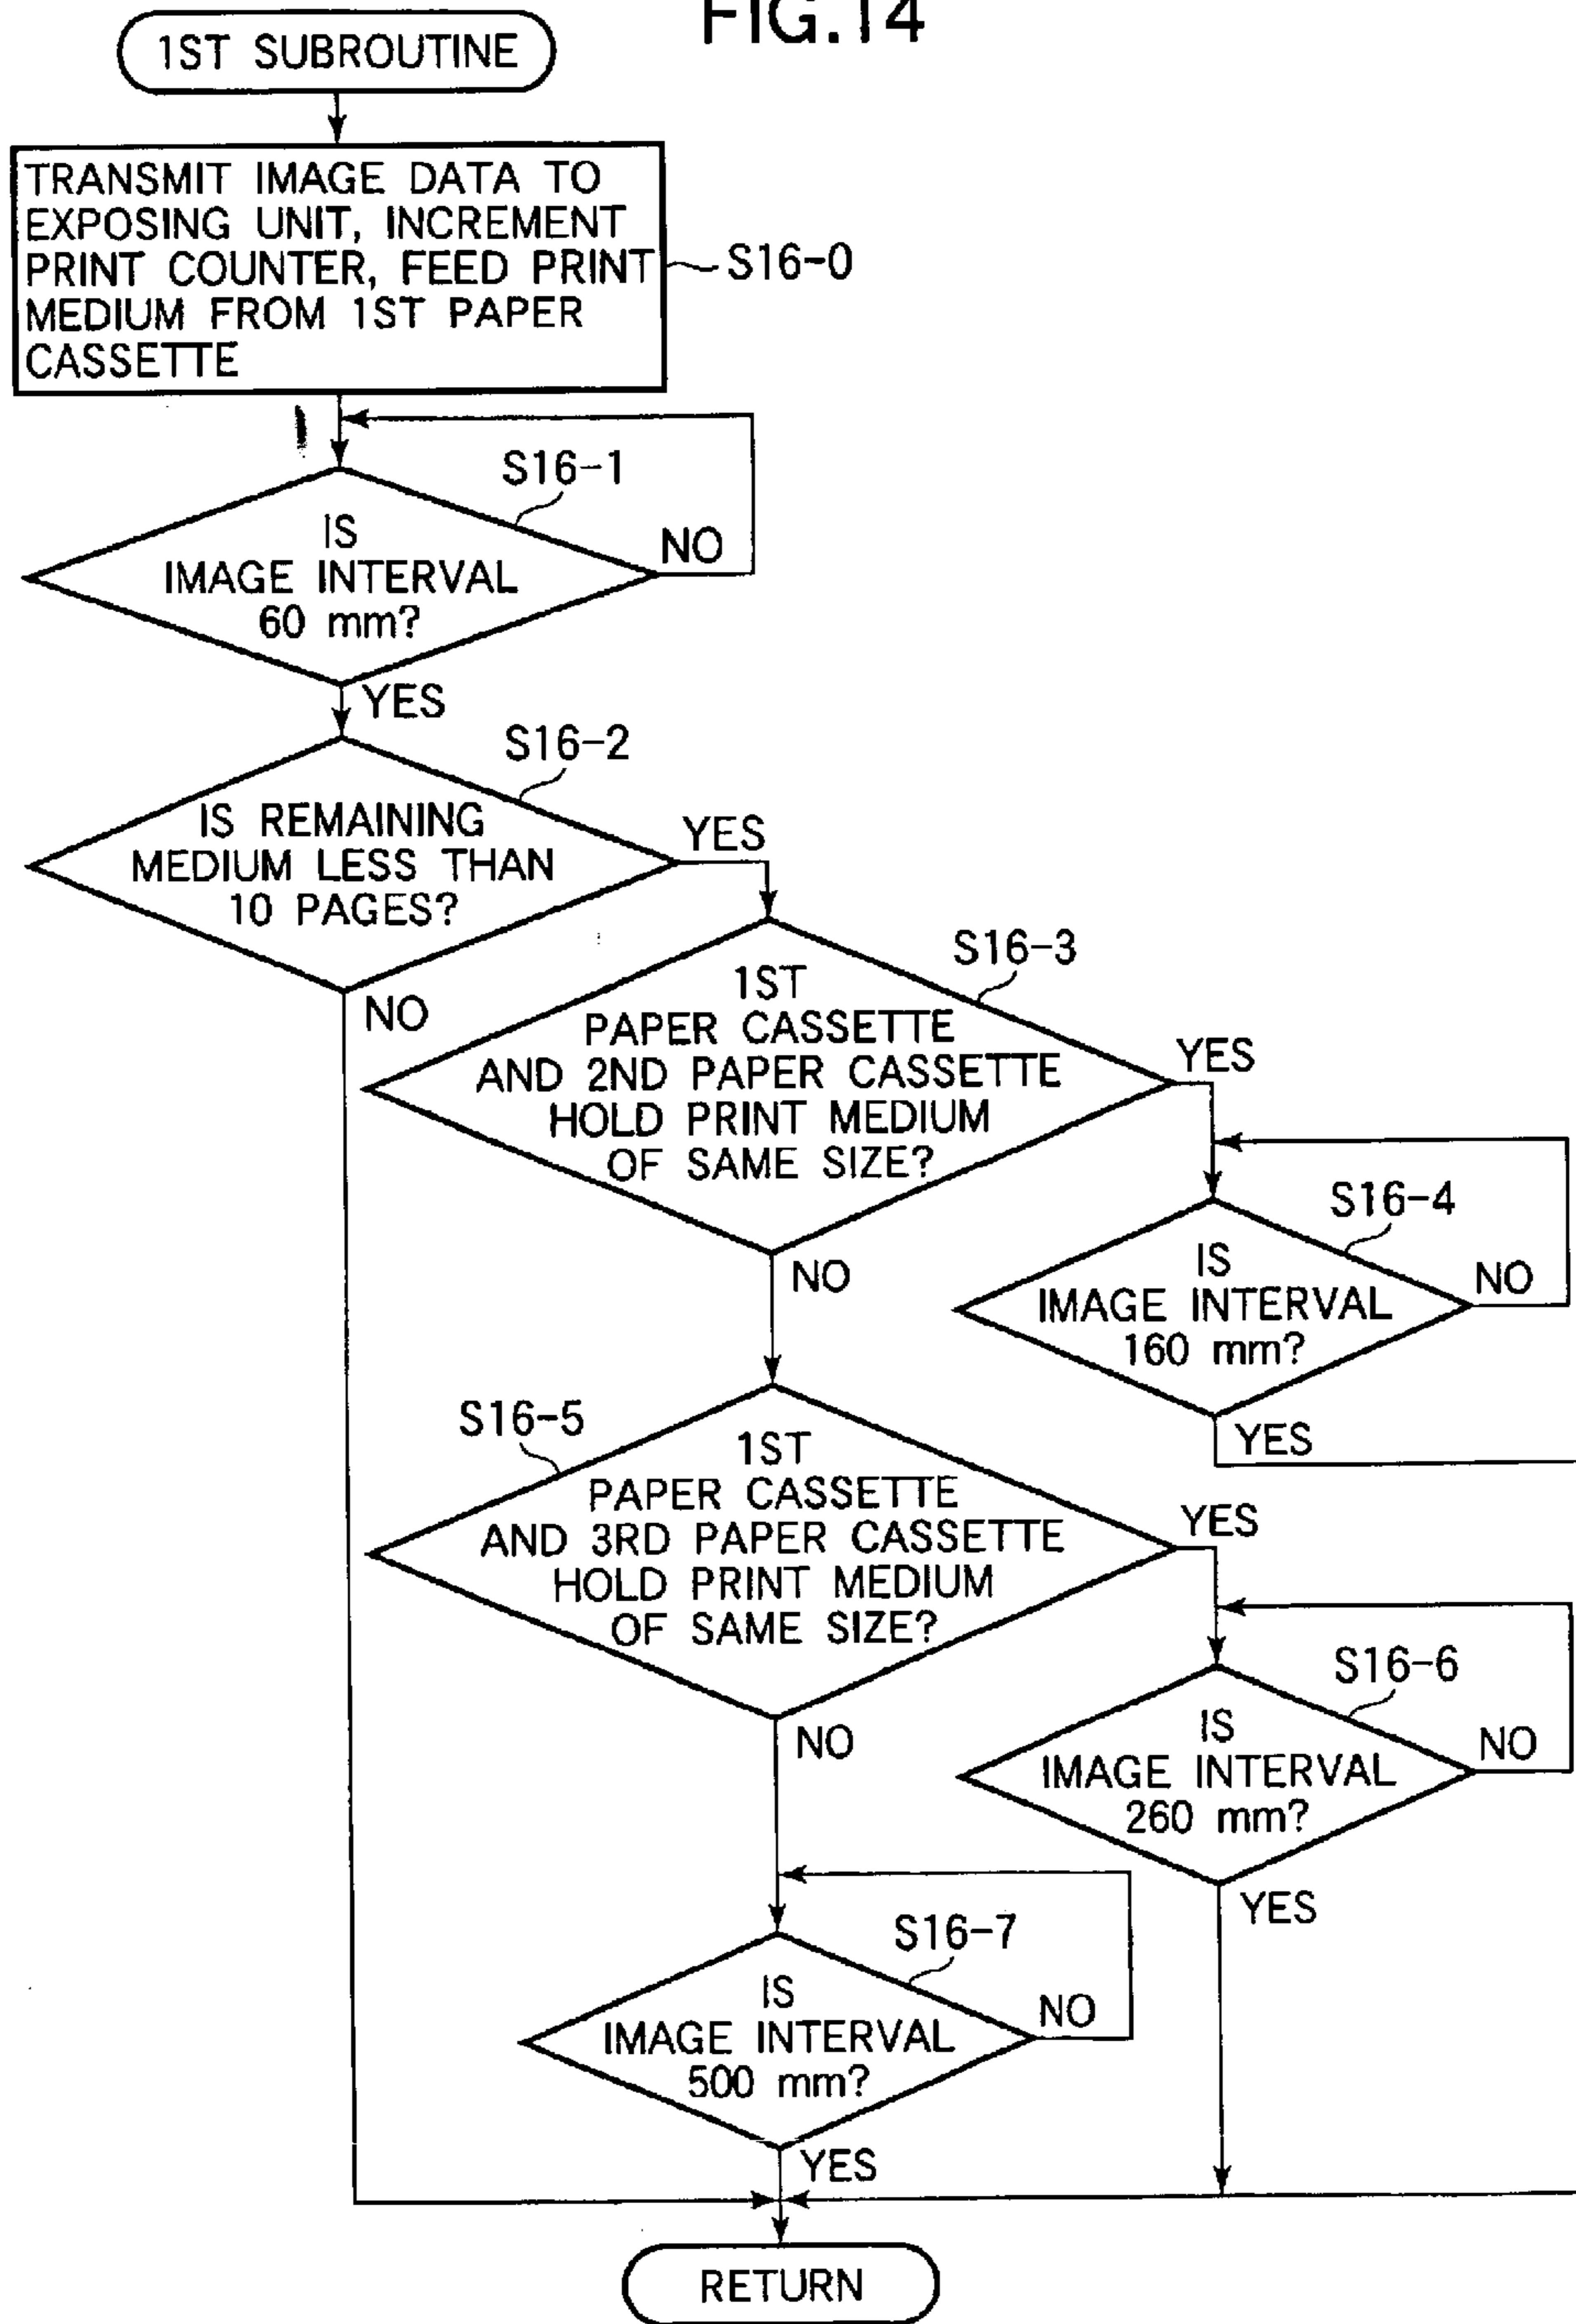 FIG.14
1ST SUBROUTINE
TRANSMIT IMAGE DATA TO
EXPOSING UNIT, INCREMENT
PRINT COUNTER, FEED PRINT
MEDIUM FROM 1ST PAPER
CASSETTE
S16-0
S16-1
IS
IMAGE INTERVAL
60 mm?
NO
YES
S16-2
IS REMAINING
MEDIUM LESS THAN
10 PAGES?
YES
NO
S16-3
1ST
PAPER CASSETTE
AND 2ND PAPER CASSETTE
HOLD PRINT MEDIUM
OF SAME SIZE?
YES
NO
S16-4
IS
IMAGE INTERVAL
160 mm?
NO
YES
S16-5
1ST
PAPER CASSETTE
AND 3RD PAPER CASSETTE
HOLD PRINT MEDIUM
OF SAME SIZE?
YES
NO
S16-6
IS
IMAGE INTERVAL
260 mm?
NO
YES
S16-7
IS
IMAGE INTERVAL
500 mm?
NO
YES
RETURN